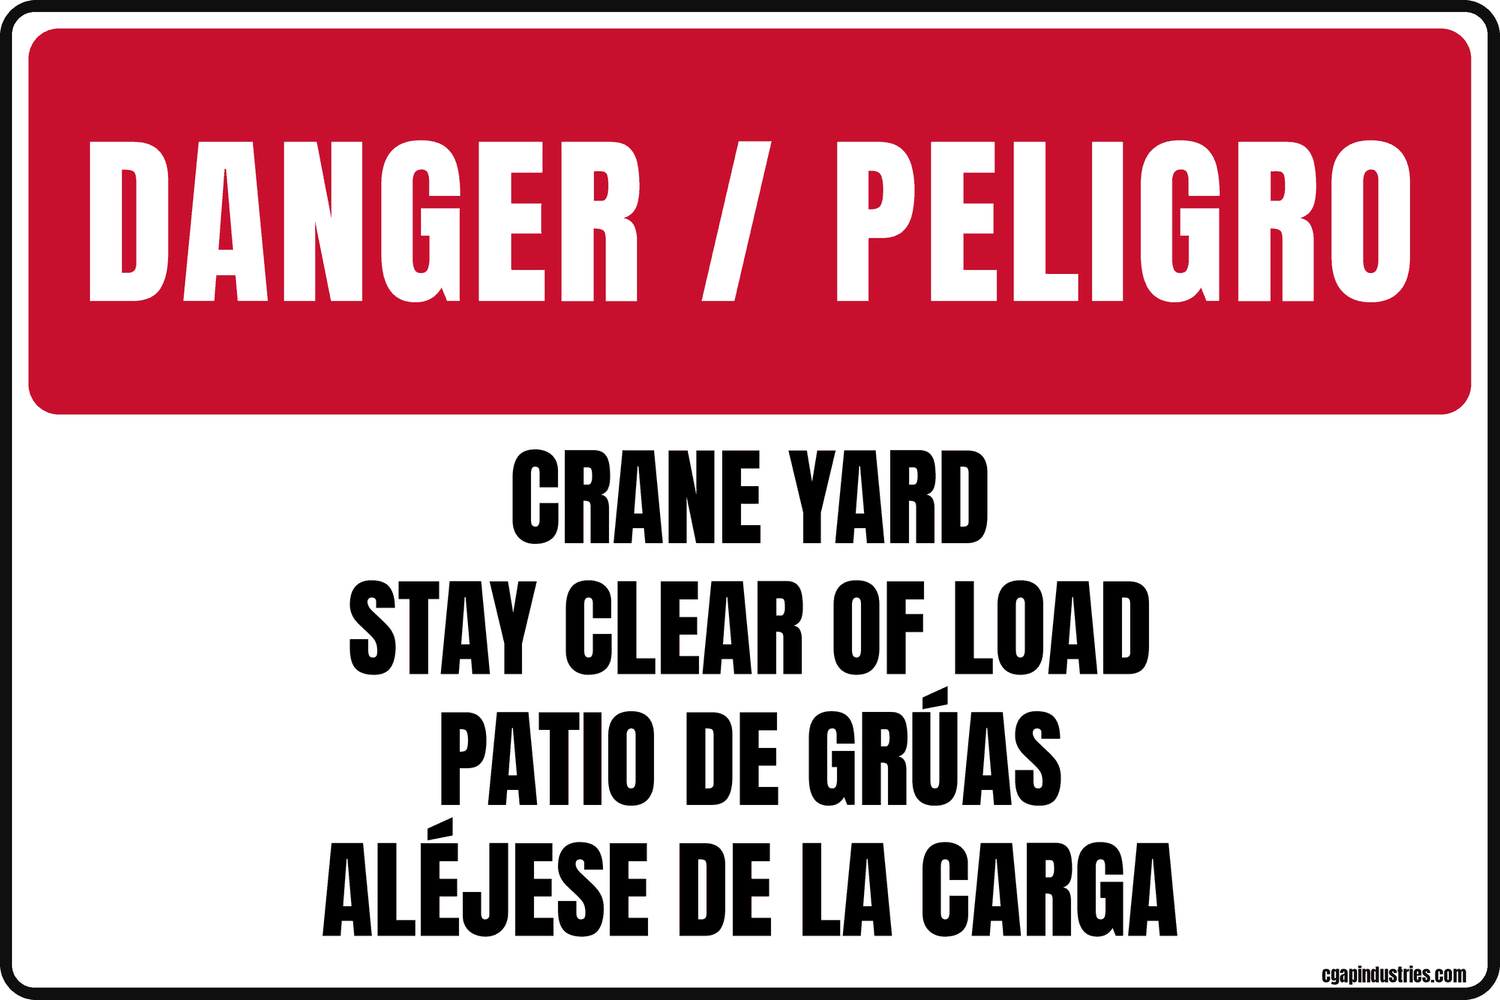 DANGER / PELIGRO
CRANE YARD
STAY CLEAR OF LOAD
PATIO DE GRÚAS
ALÉJESE DE LA CARGA
cgapindustries.com